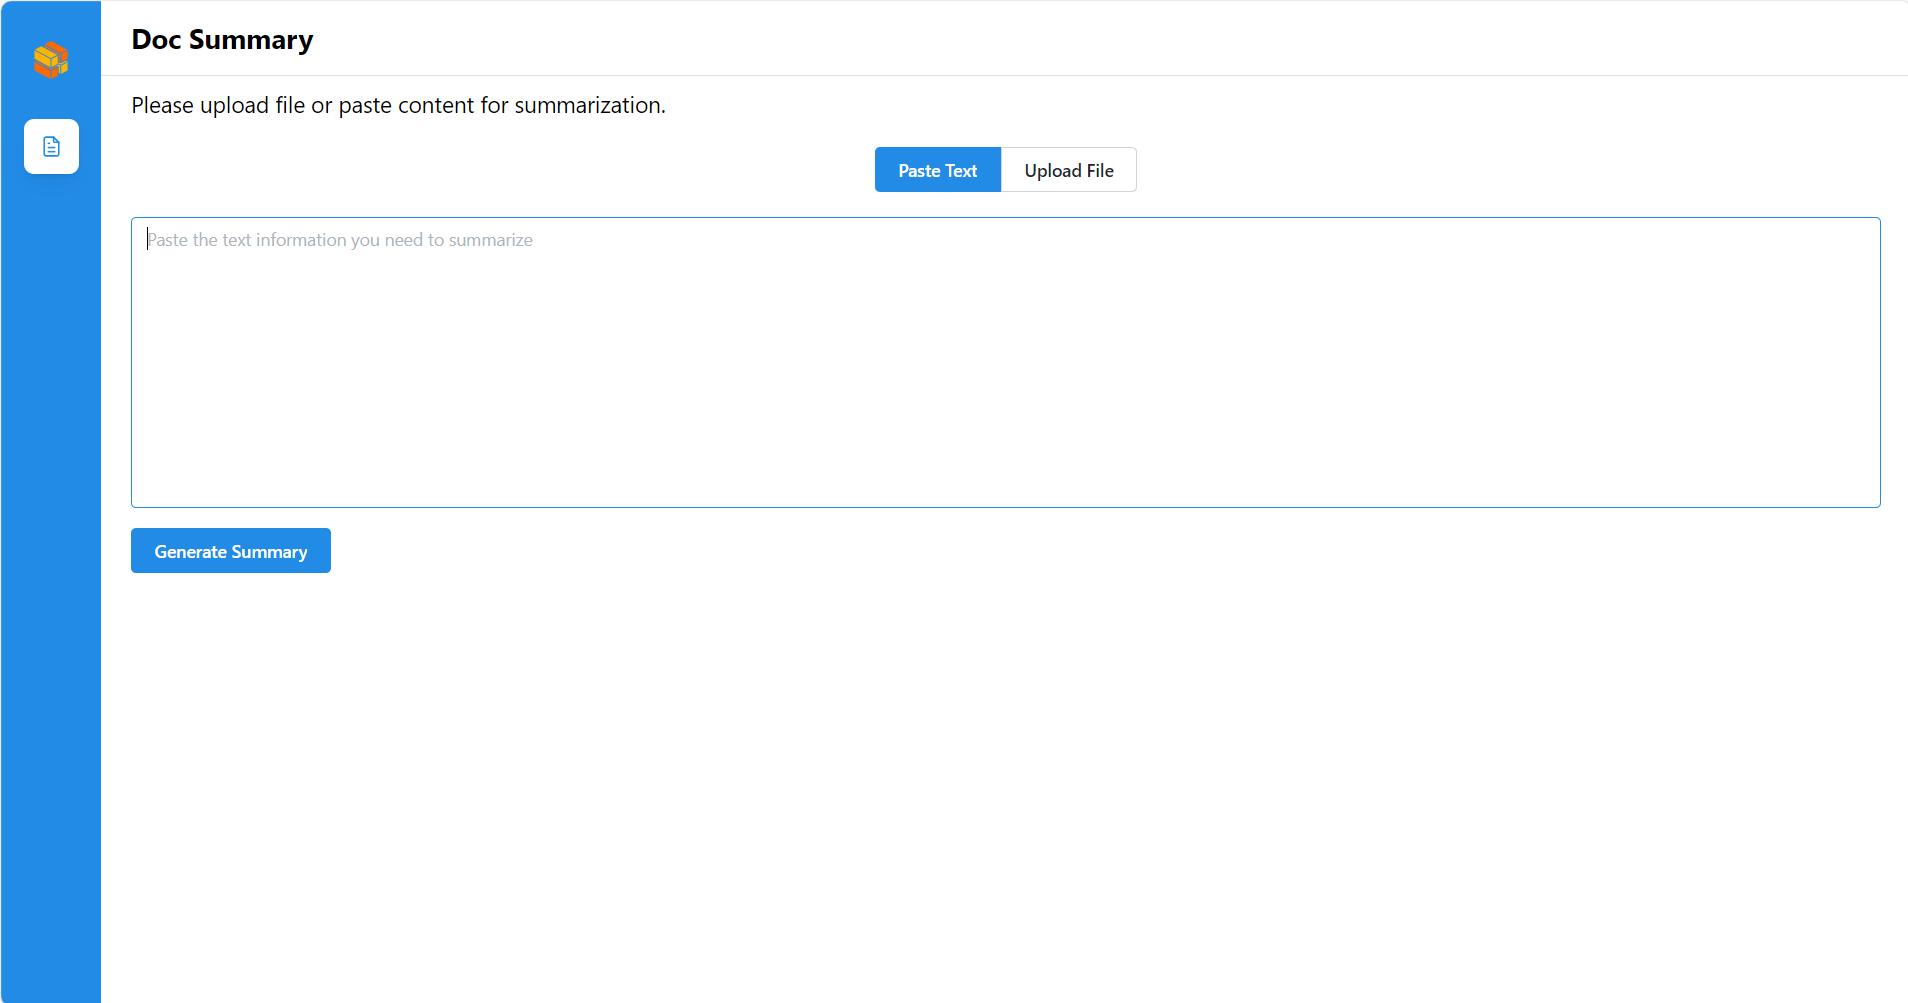 Doc Summary
Please upload file or paste content for summarization.
Paste Text Upload File
Paste the text information you need to summarize
Generate Summary